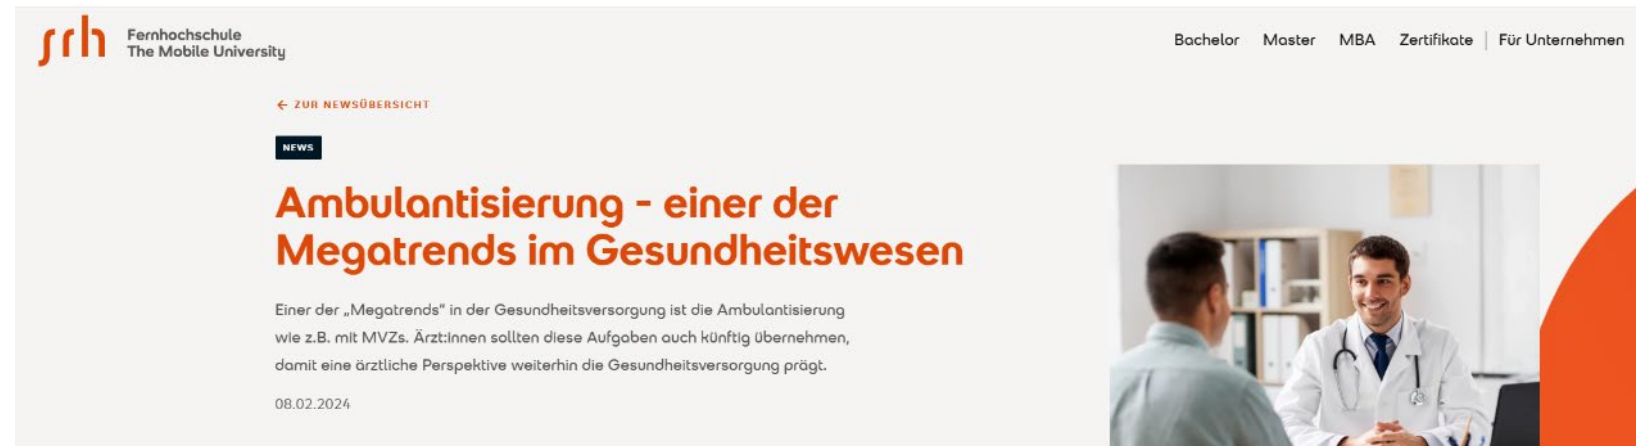 srh
Fernhochschule
The Mobile University
Bachelor Master MBA Zertifikate | Für Unternehmen
← ZUR NEWSÜBERSICHT
NEWS
Ambulantisierung - einer der
Megatrends im Gesundheitswesen
Einer der „Megatrends“ in der Gesundheitsversorgung ist die Ambulantisierung
wie z.B. mit MVZs. Ärzt:innen sollten diese Aufgaben auch künftig übernehmen,
damit eine ärztliche Perspektive weiterhin die Gesundheitsversorgung prägt.
08.02.2024